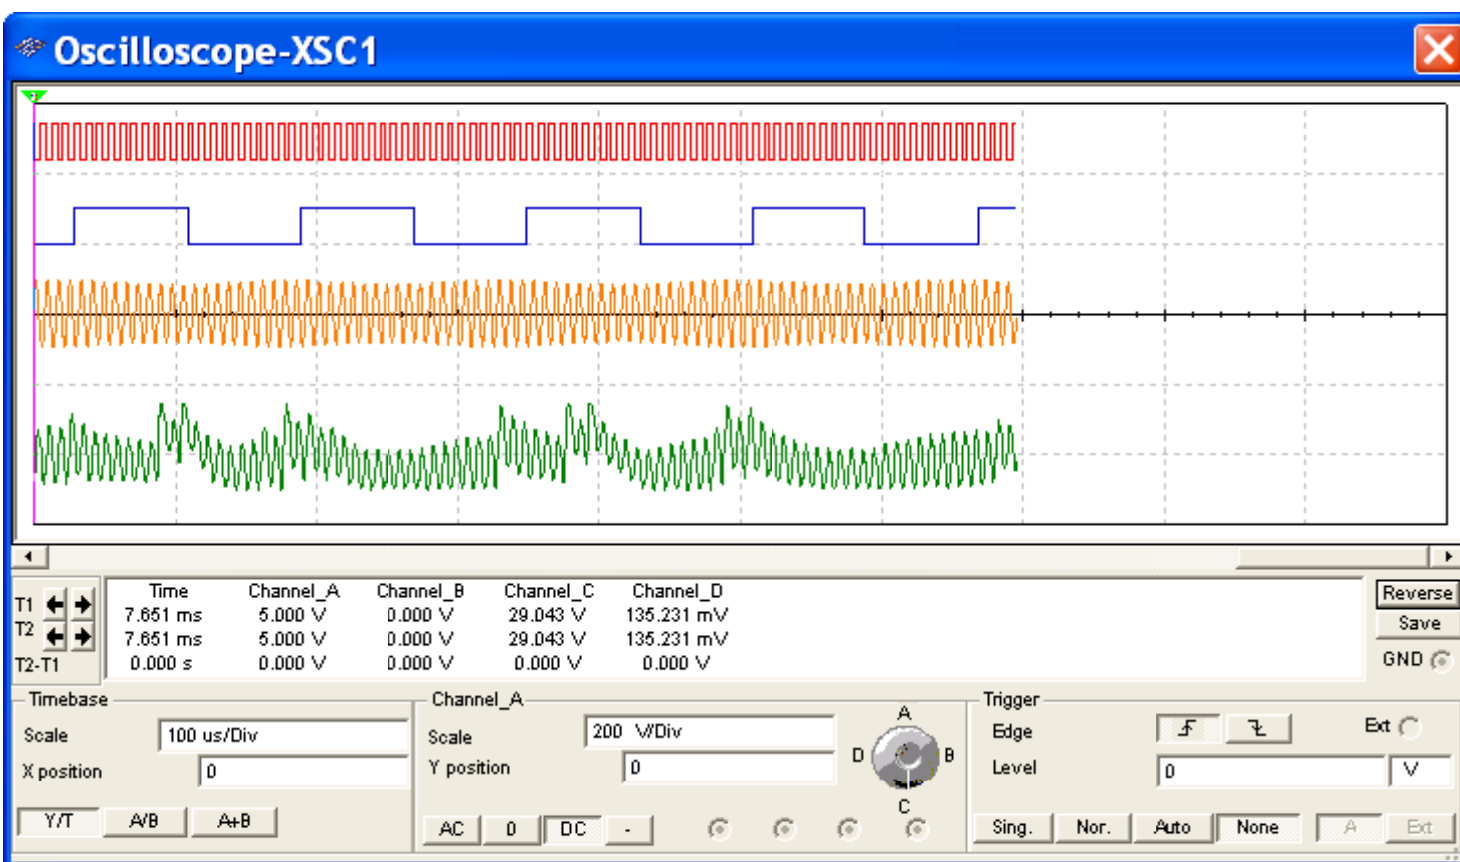 Oscilloscope-XSC1
Time Channel_A Channel_B Channel_C Channel_D
T1 7.651 ms 5.000 V 0.000 V 29.043 V 135.231 mV
T2 7.651 ms 5.000 V 0.000 V 29.043 V 135.231 mV
T2-T1 0.000 s 0.000 V 0.000 V 0.000 V 0.000 V
Reverse
Save
GND
Timebase
Scale 100 us/Div
X position 0
Y/T A/B A+B
Channel_A
Scale 200 V/Div
Y position 0
AC 0 DC -
A
D B
C
Trigger
Edge Ext
Level 0 V
Sing. Nor. Auto None A Ext